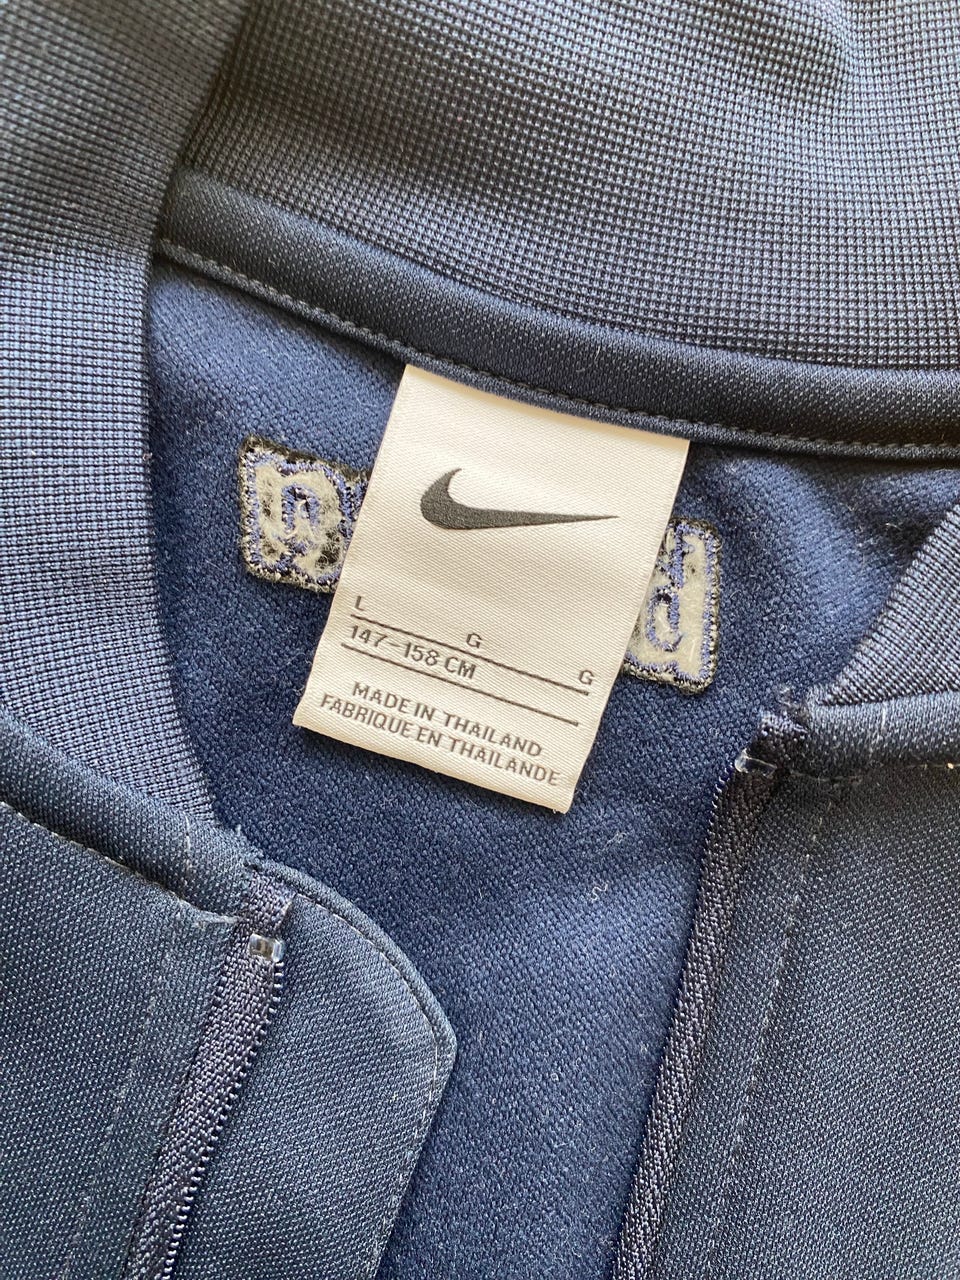 L
G
G
147-158 CM
MADE IN THAILAND
FABRIQUE EN THAILANDE